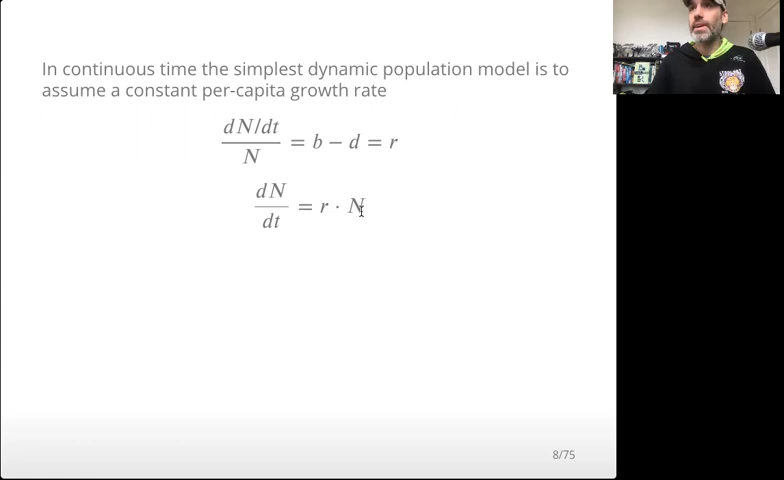 In continuous time the simplest dynamic population model is to
assume a constant per-capita growth rate
dN/dt
N
= b − d = r
dN
dt
= r · N
8/75